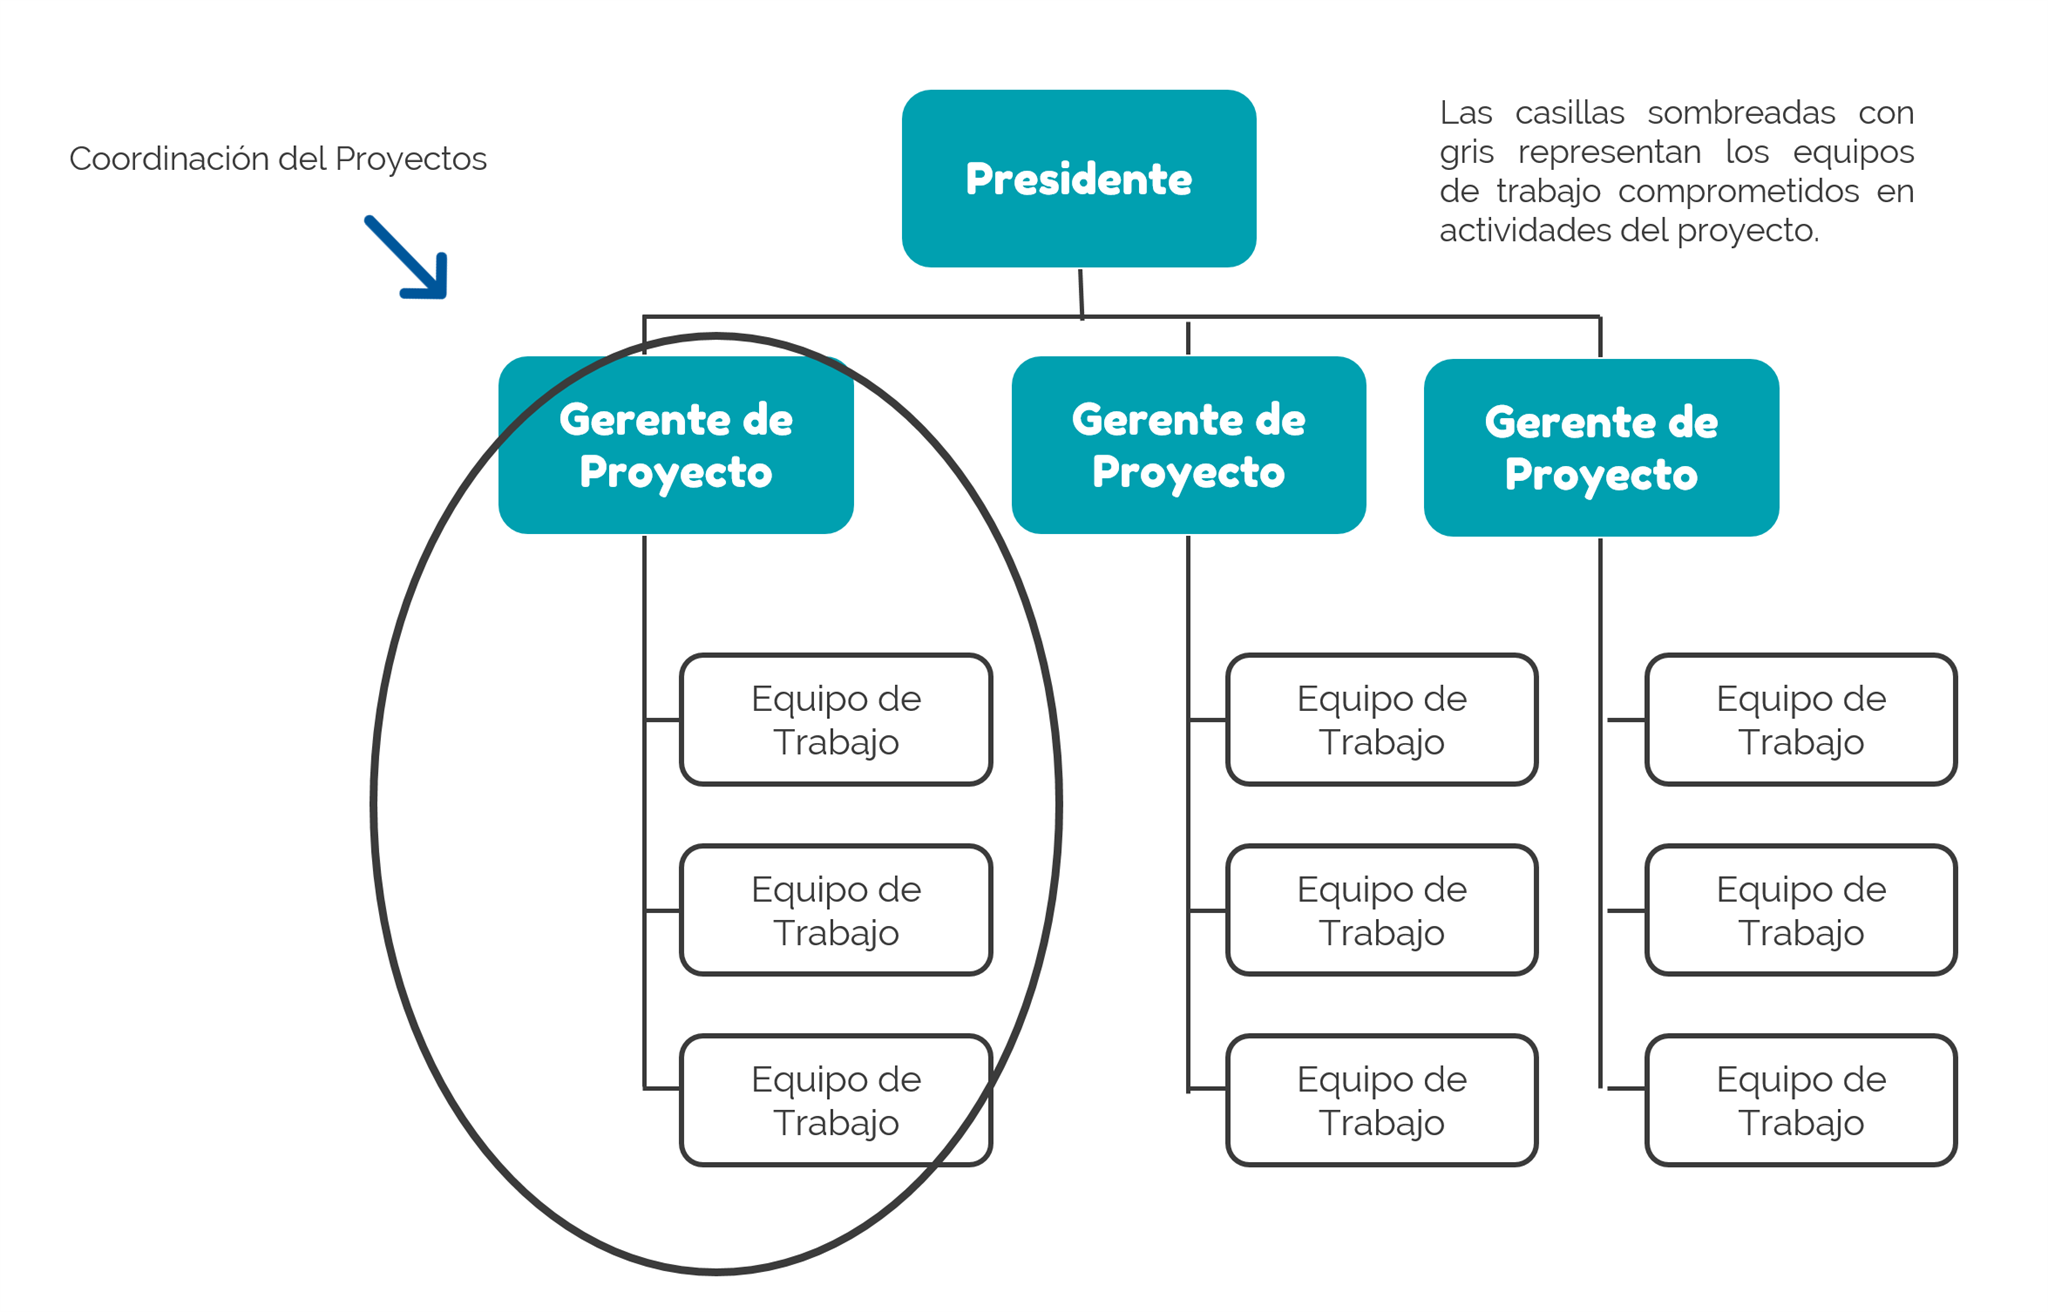 Coordinación del Proyectos
Presidente
Las casillas sombreadas con
gris representan los equipos
de trabajo comprometidos en
actividades del proyecto.
Gerente de
Proyecto
Gerente de
Proyecto
Gerente de
Proyecto
Equipo de
Trabajo
Equipo de
Trabajo
Equipo de
Trabajo
Equipo de
Trabajo
Equipo de
Trabajo
Equipo de
Trabajo
Equipo de
Trabajo
Equipo de
Trabajo
Equipo de
Trabajo